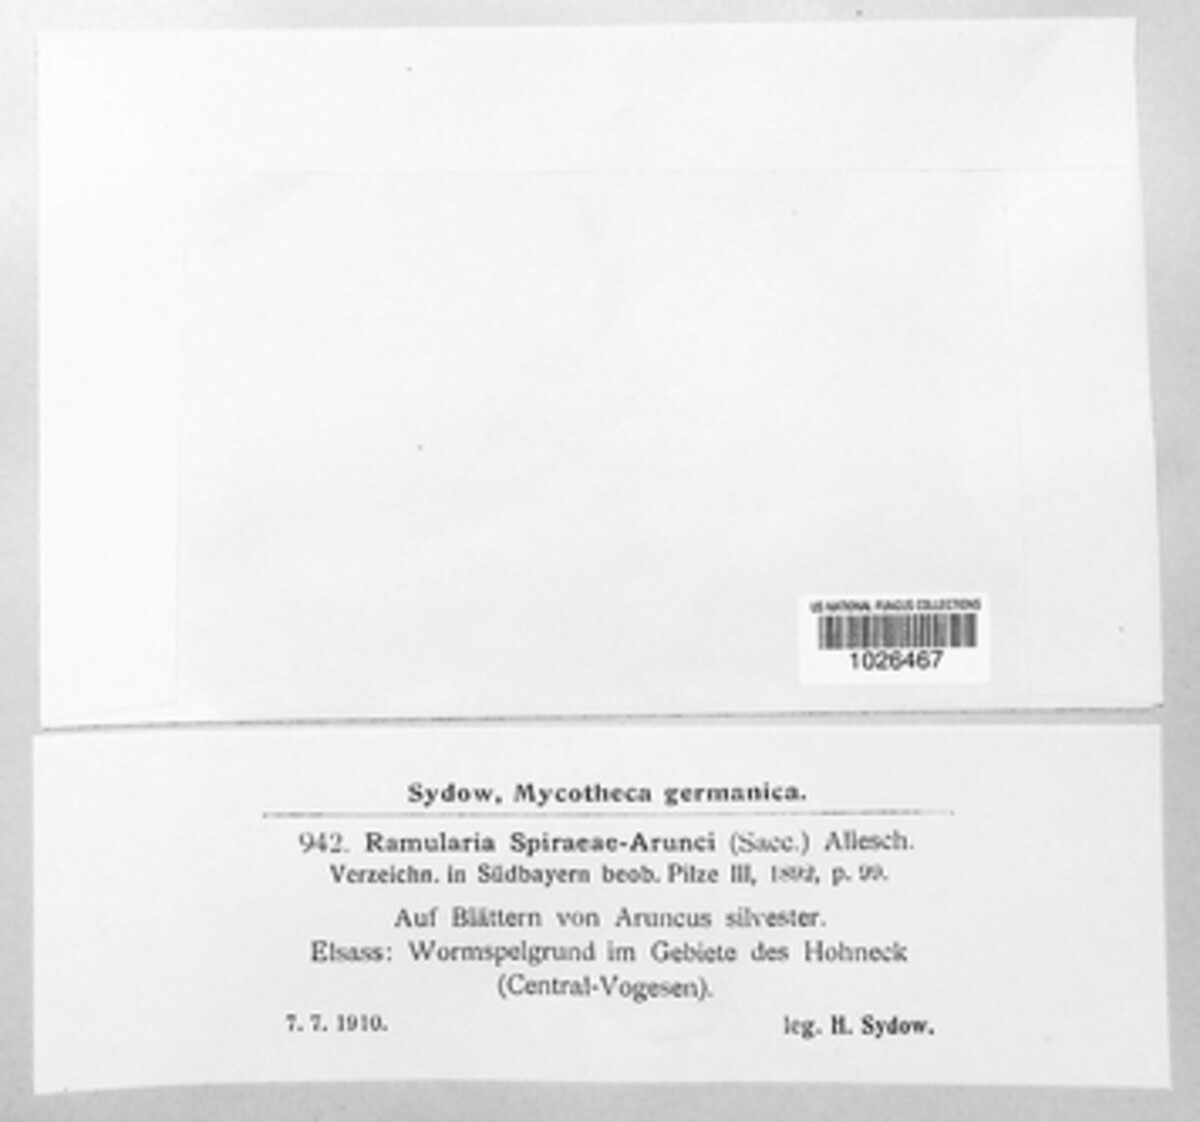 US NATIONAL FUNGUS COLLECTIONS
1026467
Sydow, Mycotheca germanica.
942. Ramularia Spiraeae-Arunci (Sacc.) Allesch.
Verzeichn. in Südbayern beob. Pilze III, 1892, p. 99.
Auf Blättern von Aruncus silvester.
Elsass: Wormspelgrund im Gebiete des Hohneck
(Central-Vogesen).
7. 7. 1910. leg. H. Sydow.